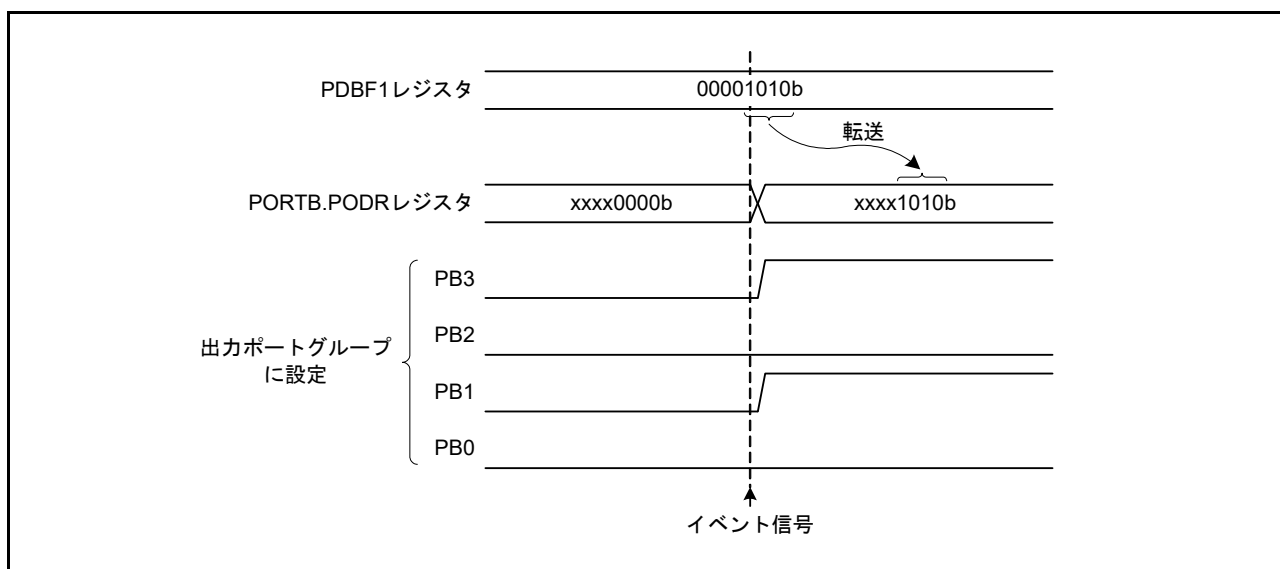 PDBF1レジスタ
00001010b
転送
PORTB.PODRレジスタ
xxxx0000b
xxxx1010b
PB3
PB2
出力ポートグループ
に設定
PB1
PB0
イベント信号